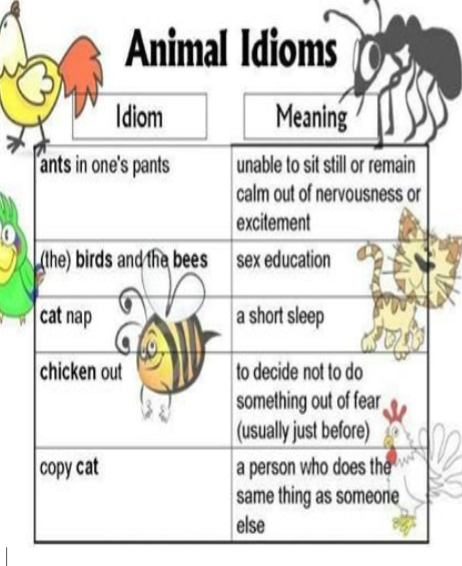 Animal Idioms
Idiom
Meaning
ants in one's pants
unable to sit still or remain
calm out of nervousness or
excitement
(the) birds and the bees
sex education
cat nap
a short sleep
chicken out
to decide not to do
something out of fear
(usually just before)
copy cat
a person who does the
same thing as someone
else